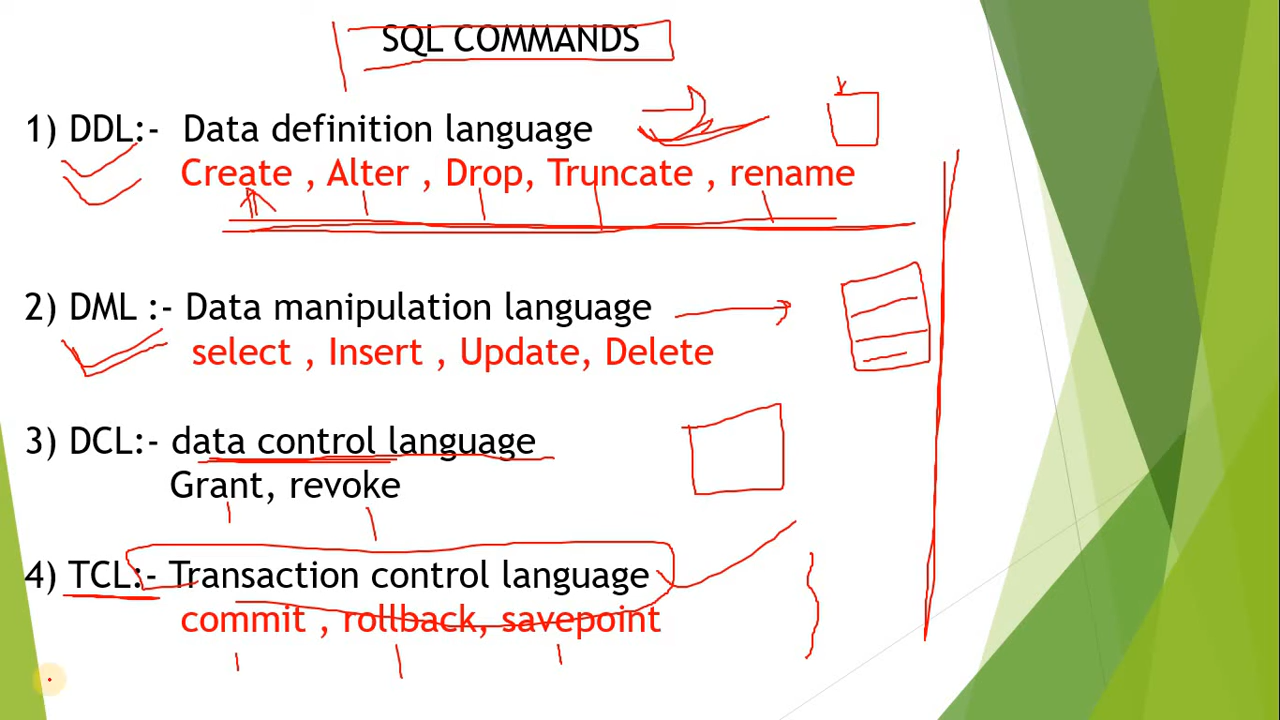 SQL COMMANDS
1) DDL:- Data definition language
Create , Alter , Drop, Truncate , rename
2) DML :- Data manipulation language
select , Insert , Update, Delete
3) DCL:- data control language
Grant, revoke
4) TCL:- Transaction control language
commit , rollback, savepoint